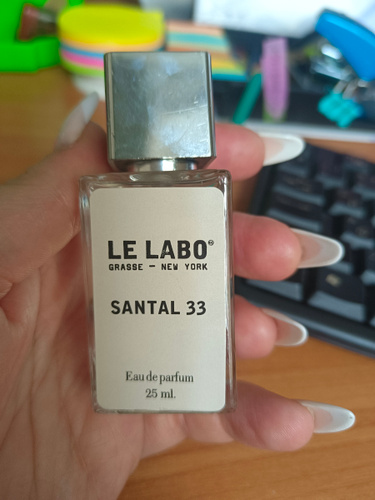 LE LABO®
GRASSE – NEW YORK
SANTAL 33
Eau de parfum
25 ml.